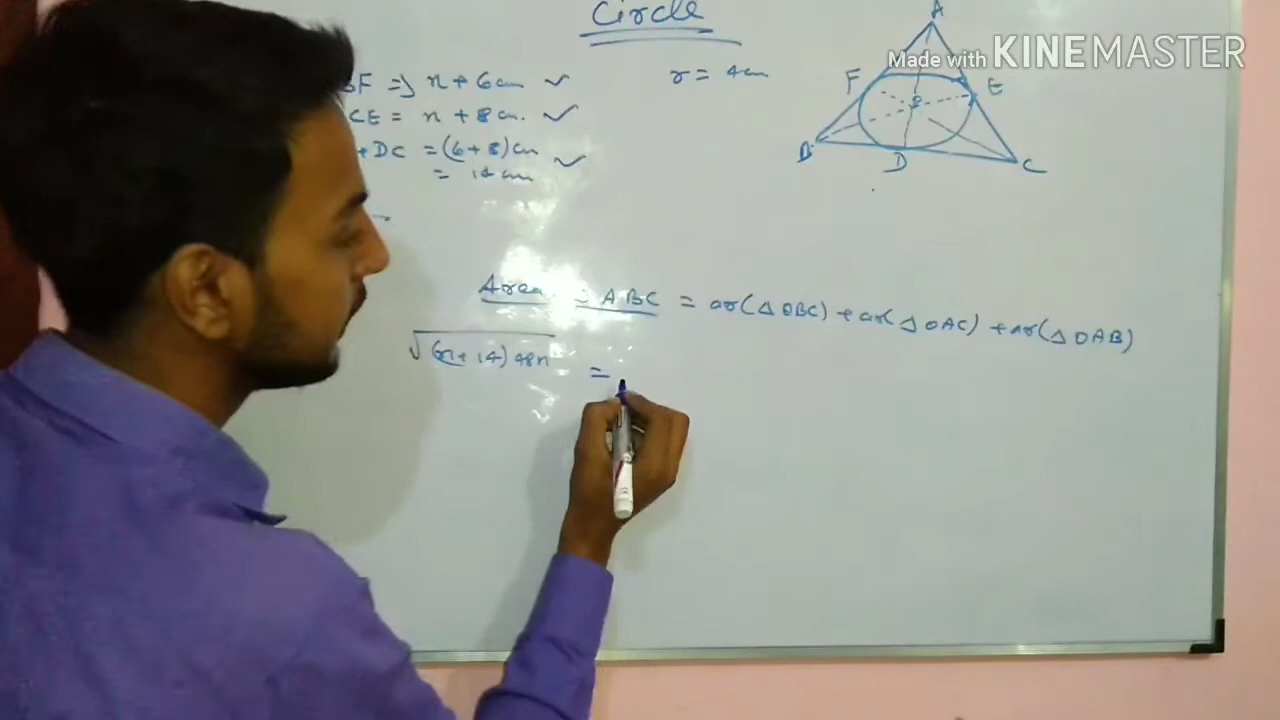 Circle
BF => x + 6cm ✓
CE = x + 8cm. ✓
+ DC = (6+8)cm ✓
= 14 cm
r = 4cm
A
F
E
O
B
D
C
Made with KINEMASTER
Area ABC = ar(△OBC) + ar(△OAC) + ar(△OAB)
√(x+14)48x =